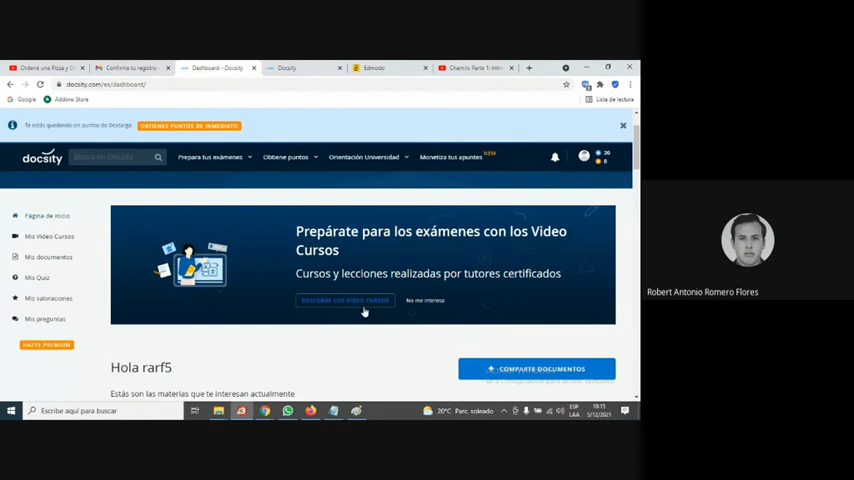 Ordené una Pizza y D
Confirma tu registro
Dashboard - Docsity
Docsity
Edmodo
Chamilo Parte 1: Intr
docsity.com/es/dashboard/
Google
Addons Store
Lista de lectura
Te estás quedando sin puntos de Descarga
OBTIENES PUNTOS DE INMEDIATO
docsity
Busca en Docsity
Prepara tus exámenes
Obtiene puntos
Orientación Universidad
Monetiza tus apuntes
NEW
20
0
Página de inicio
Mis Video Cursos
Mis documentos
Mis Quiz
Mis valoraciones
Mis preguntas
HAZTE PREMIUM
Prepárate para los exámenes con los Video
Cursos
Cursos y lecciones realizadas por tutores certificados
DESCUBRE LOS VIDEO CURSOS
No me interesa
Hola rarf5
COMPARTE DOCUMENTOS
Estás son las materias que te interesan actualmente
Escribe aquí para buscar
20°C Parc. soleado
ESP
LAA
10:15
5/12/2021
Robert Antonio Romero Flores